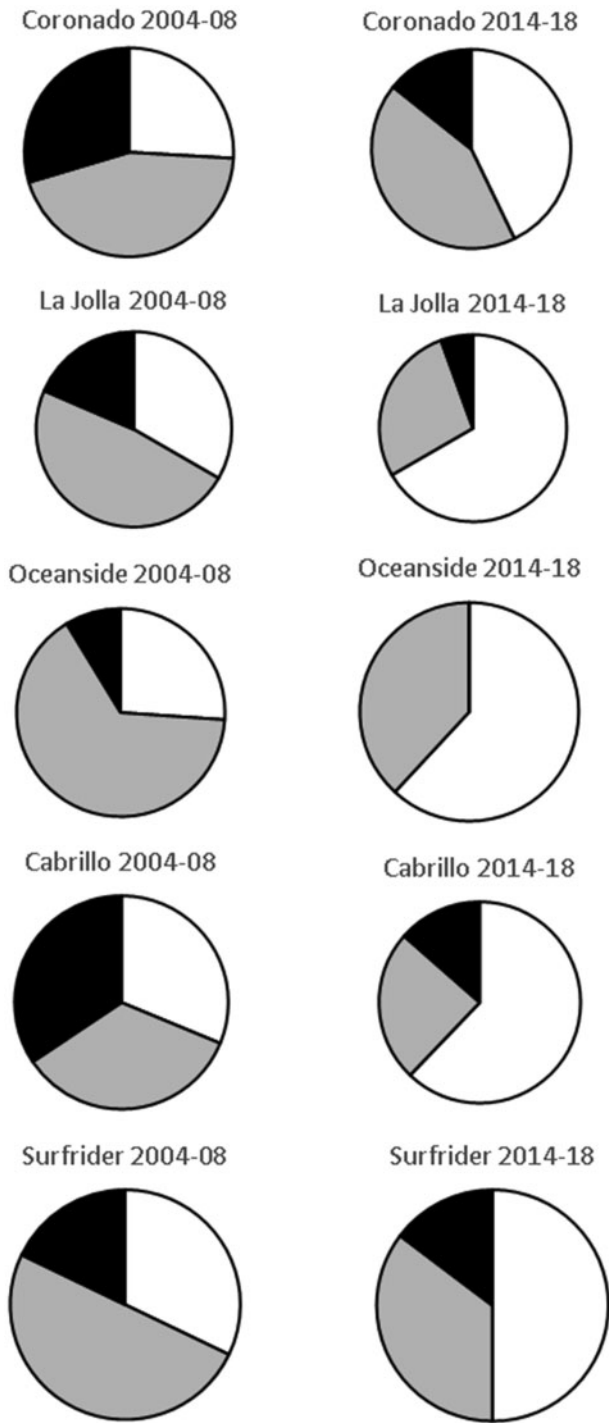 Coronado 2004-08
Coronado 2014-18
La Jolla 2004-08
La Jolla 2014-18
Oceanside 2004-08
Oceanside 2014-18
Cabrillo 2004-08
Cabrillo 2014-18
Surfrider 2004-08
Surfrider 2014-18